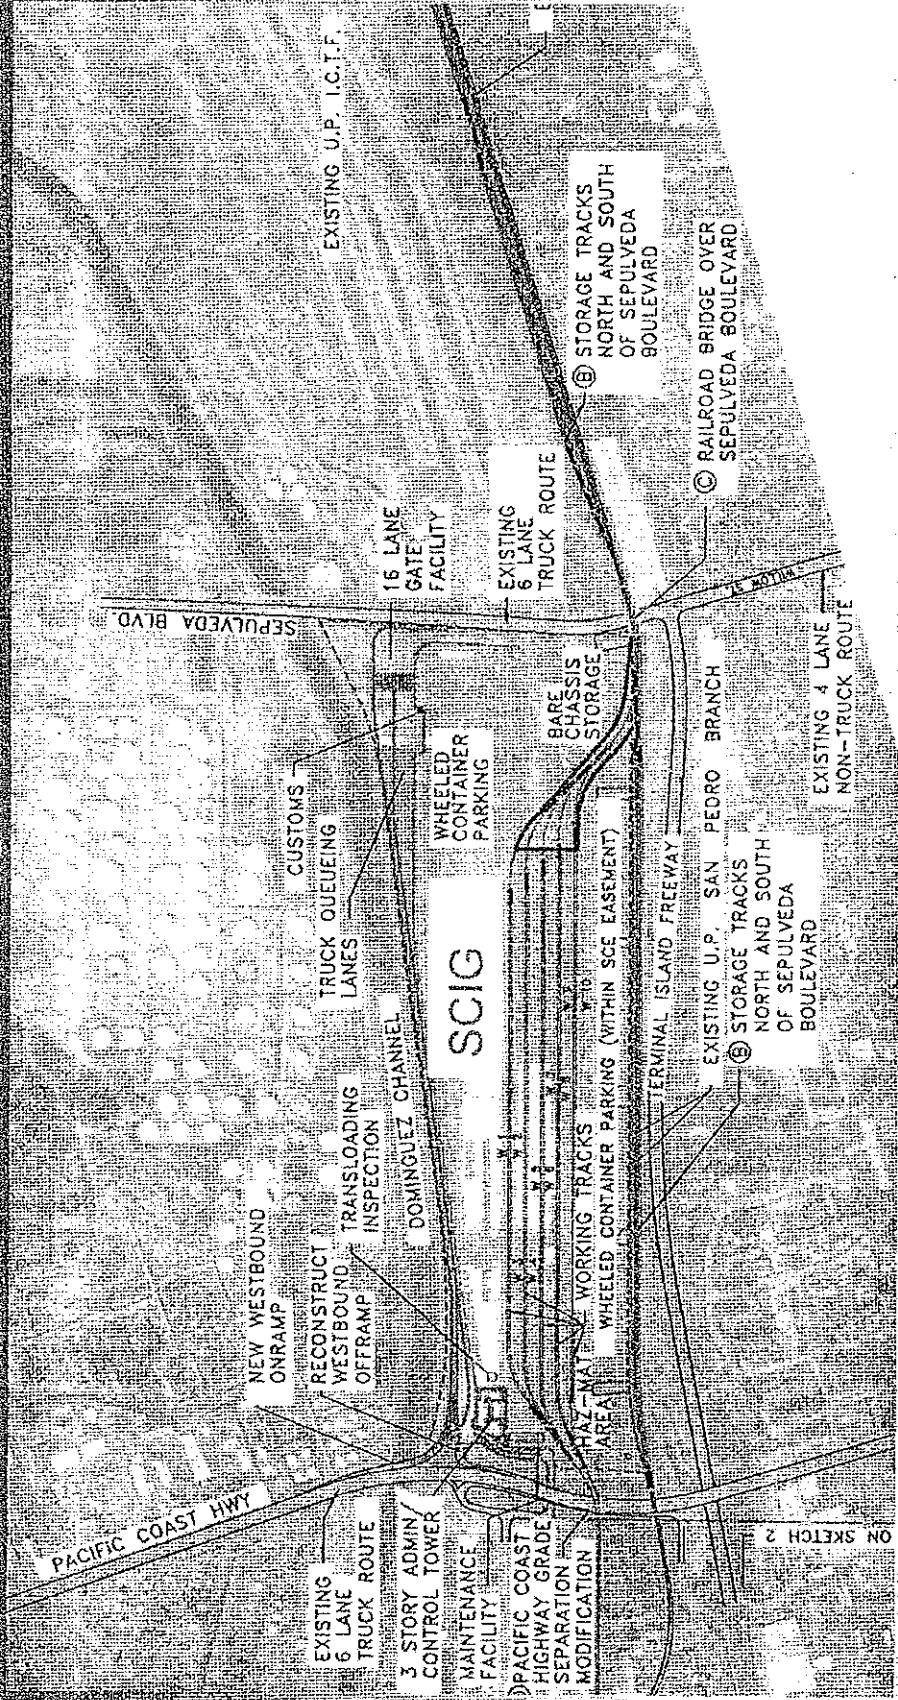 EXISTING U.P. I.C.T.F.
Ⓑ STORAGE TRACKS
NORTH AND SOUTH
OF SEPULVEDA
BOULEVARD
Ⓒ RAILROAD BRIDGE OVER
SEPULVEDA BOULEVARD
16 LANE
GATE
FACILITY
EXISTING
6 LANE
TRUCK ROUTE
SEPULVEDA BLVD.
WILLOW ST
EXISTING 4 LANE
NON-TRUCK ROUTE
BARE
CHASSIS
STORAGE
CUSTOMS
TRUCK QUEUEING
LANES
WHEELED
CONTAINER
PARKING
SCIG
DOMINGUEZ CHANNEL
TRANSLOADING
INSPECTION
NEW WESTBOUND
ONRAMP
RECONSTRUCT
WESTBOUND
OFFRAMP
HAZ-MAT
AREA
WORKING TRACKS
WHEELED CONTAINER PARKING (WITHIN SCE EASEMENT)
TERMINAL ISLAND FREEWAY
EXISTING U.P. SAN PEDRO BRANCH
Ⓑ STORAGE TRACKS
NORTH AND SOUTH
OF SEPULVEDA
BOULEVARD
PACIFIC COAST HWY
EXISTING
6 LANE
TRUCK ROUTE
3 STORY ADMIN/
CONTROL TOWER
MAINTENANCE
FACILITY
PACIFIC COAST
HIGHWAY GRADE
SEPARATION
MODIFICATION
ON SKETCH 2